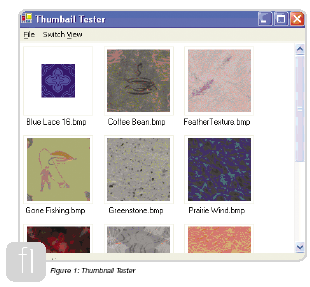 Thumbnail Tester
File Switch View
Blue Lace 16.bmp Coffee Bean.bmp FeatherTexture.bmp
Gone Fishing.bmp Greenstone.bmp Prairie Wind.bmp
f1
Figure 1: Thumbnail Tester